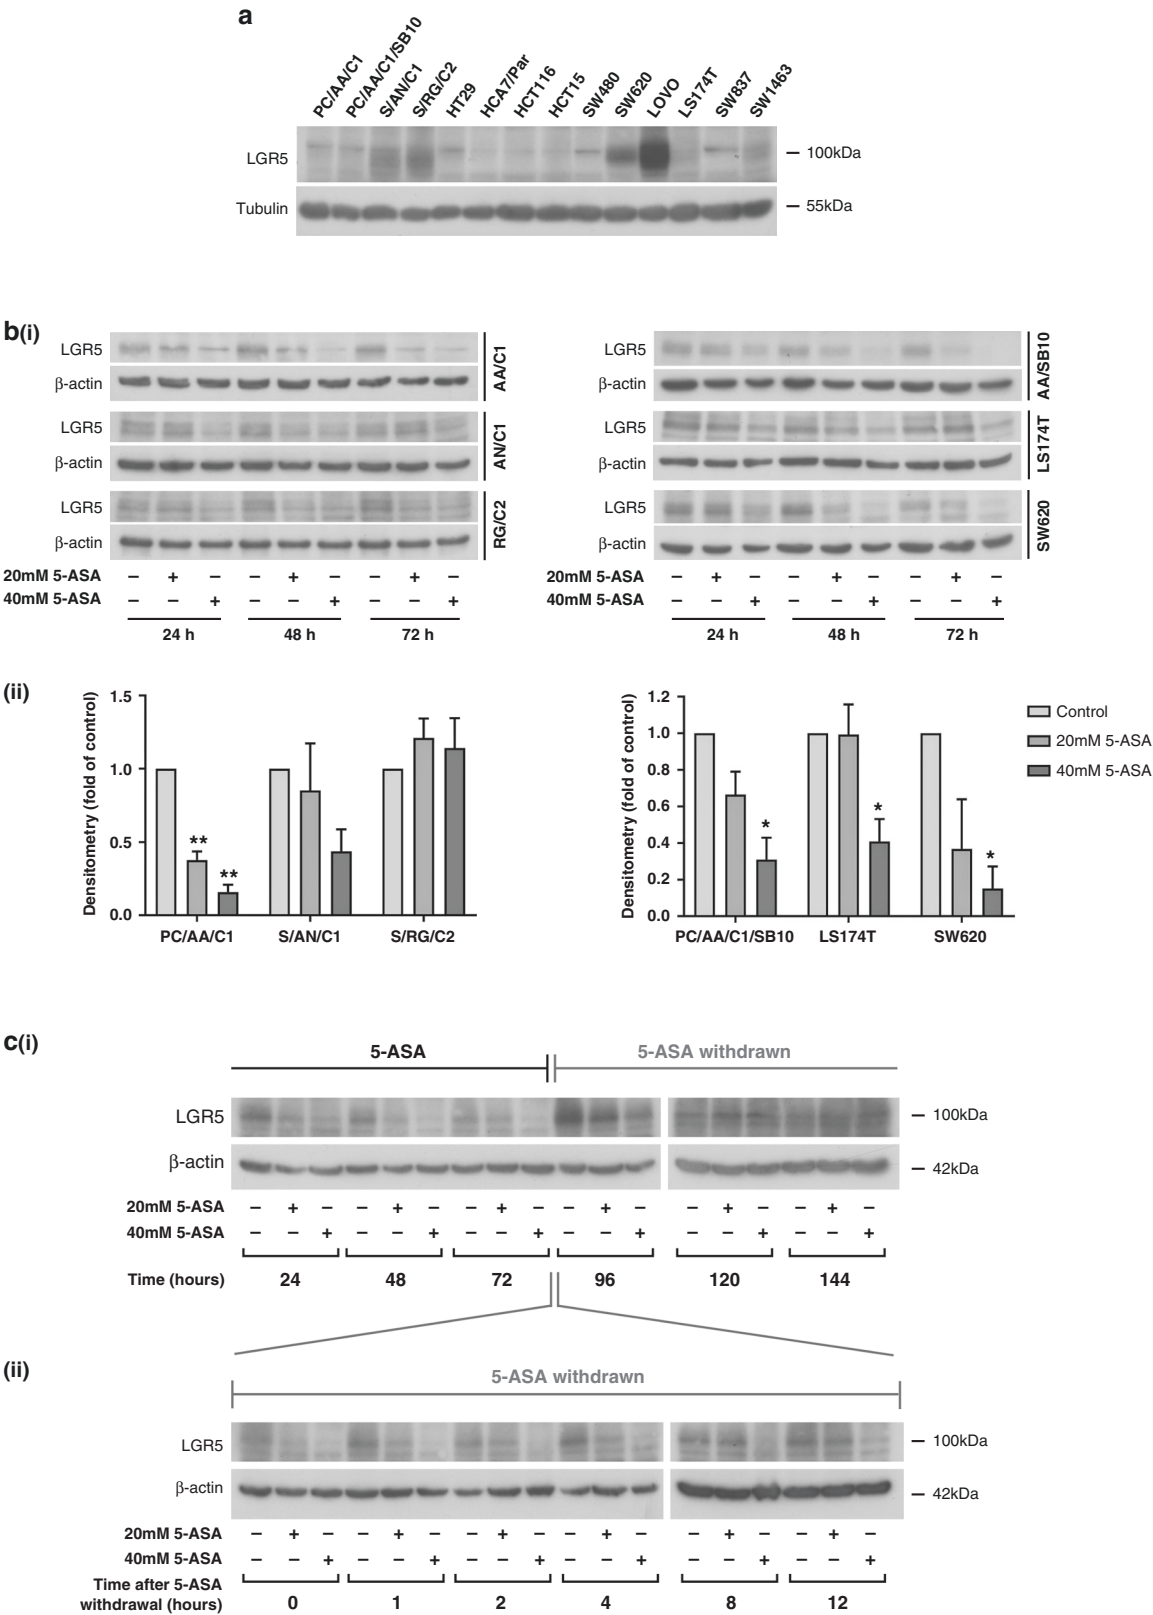 a
PC/AA/C1 PC/AA/C1/SB10 S/AN/C1 S/RG/C2 HT29 HCA7/Par HCT116 HCT15 SW480 SW620 LOVO LS174T SW837 SW1463
LGR5 – 100kDa
Tubulin – 55kDa
b(i)
LGR5
β-actin
AA/C1
LGR5
β-actin
AN/C1
LGR5
β-actin
RG/C2
20mM 5-ASA – + – – + – – + –
40mM 5-ASA – – + – – + – – +
24 h 48 h 72 h
LGR5
β-actin
AA/SB10
LGR5
β-actin
LS174T
LGR5
β-actin
SW620
20mM 5-ASA – + – – + – – + –
40mM 5-ASA – – + – – + – – +
24 h 48 h 72 h
(ii)
Densitometry (fold of control)
1.5
1.0
0.5
0.0
** **
PC/AA/C1 S/AN/C1 S/RG/C2
Densitometry (fold of control)
1.2
1.0
0.8
0.6
0.4
0.2
0.0
* * *
PC/AA/C1/SB10 LS174T SW620
Control
20mM 5-ASA
40mM 5-ASA
c(i)
5-ASA 5-ASA withdrawn
LGR5 – 100kDa
β-actin – 42kDa
20mM 5-ASA – + – – + – – + – – + – – + – – + –
40mM 5-ASA – – + – – + – – + – – + – – + – – +
Time (hours) 24 48 72 96 120 144
(ii)
5-ASA withdrawn
LGR5 – 100kDa
β-actin – 42kDa
20mM 5-ASA – + – – + – – + – – + – – + – – + –
40mM 5-ASA – – + – – + – – + – – + – – + – – +
Time after 5-ASA
withdrawal (hours) 0 1 2 4 8 12